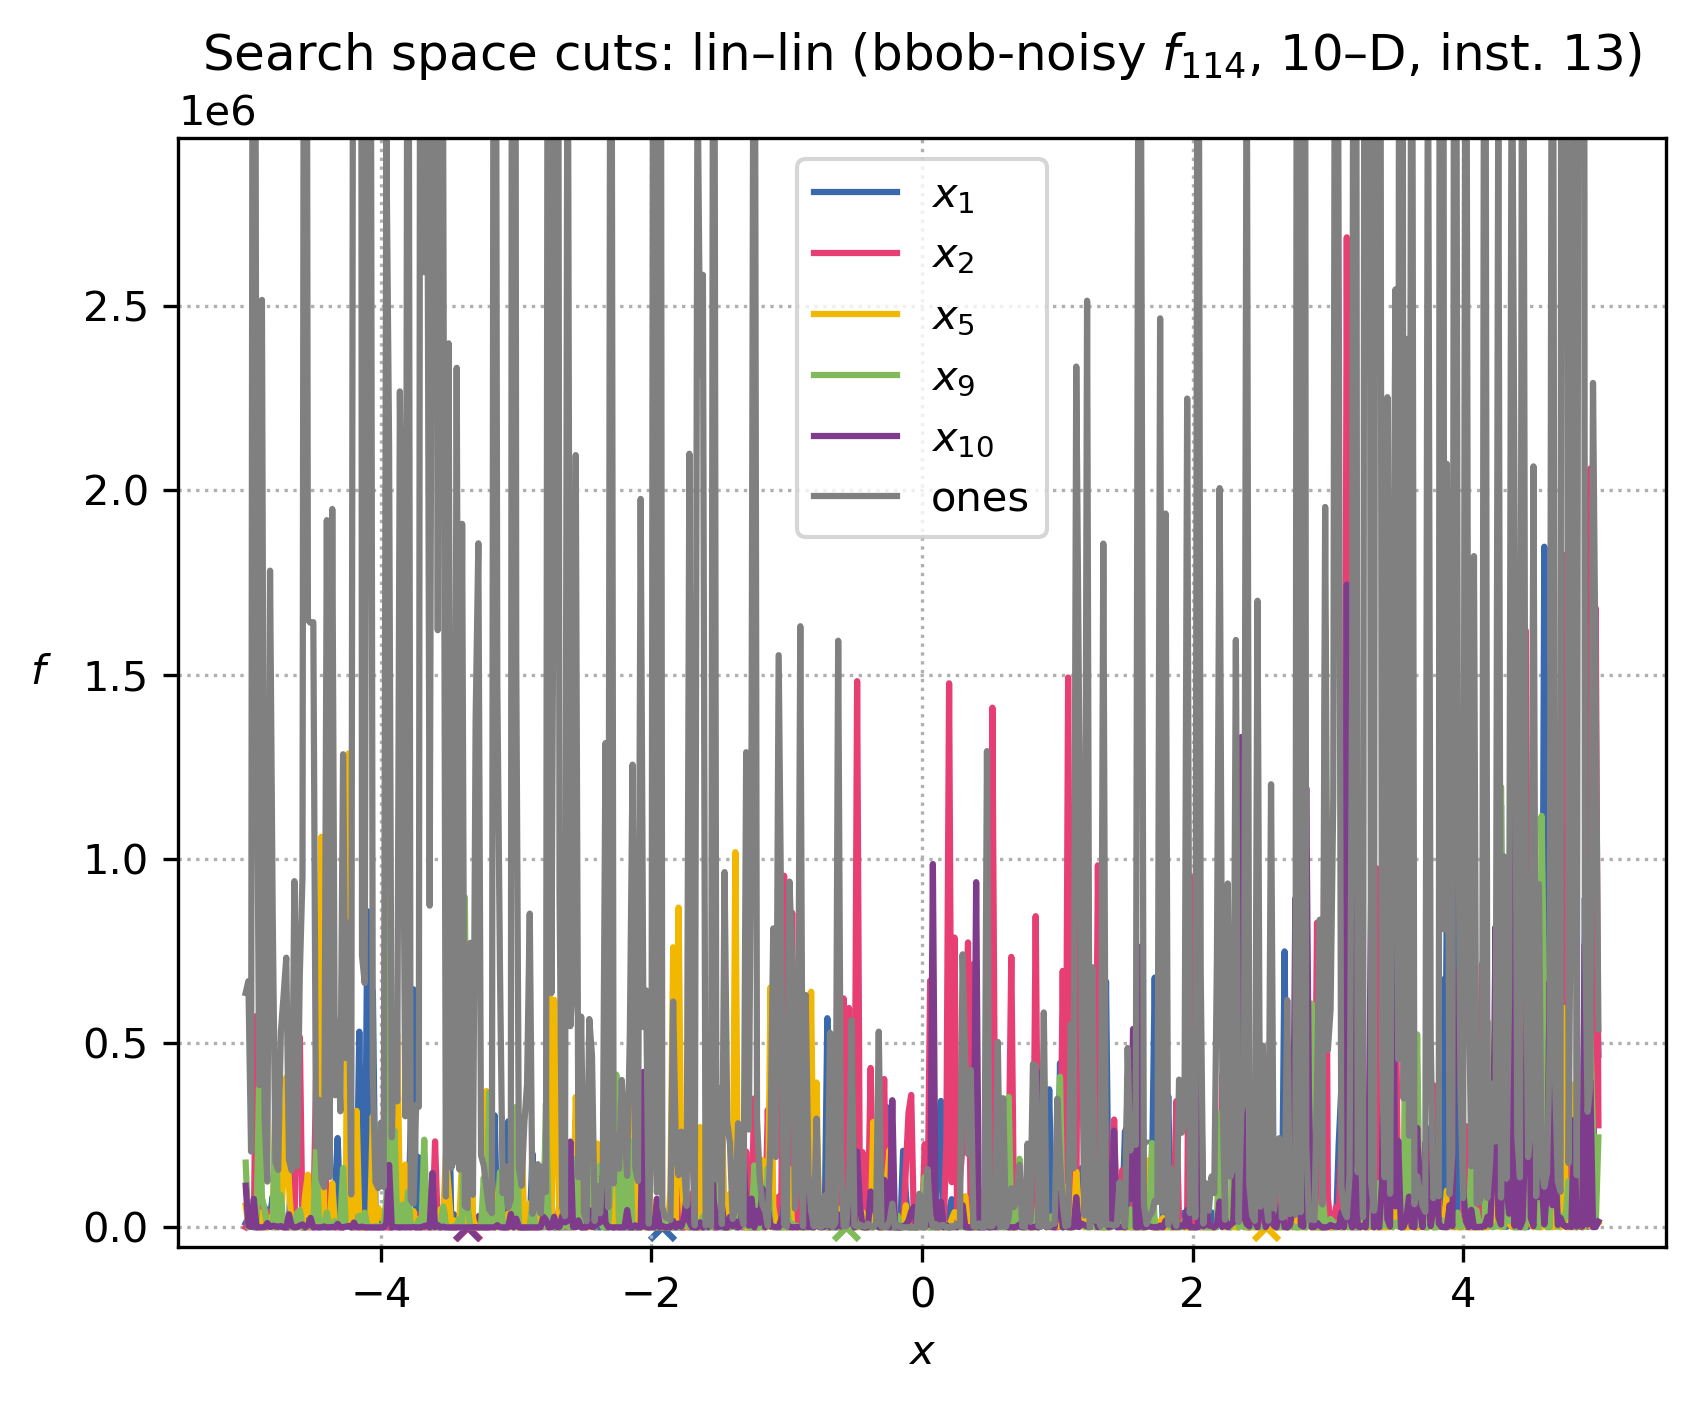 Search space cuts: lin–lin (bbob-noisy f₁₁₄, 10–D, inst. 13)
1e6
x₁
x₂
x₅
x₉
x₁₀
ones
2.5
2.0
1.5
1.0
0.5
0.0
f
−4
−2
0
2
4
x